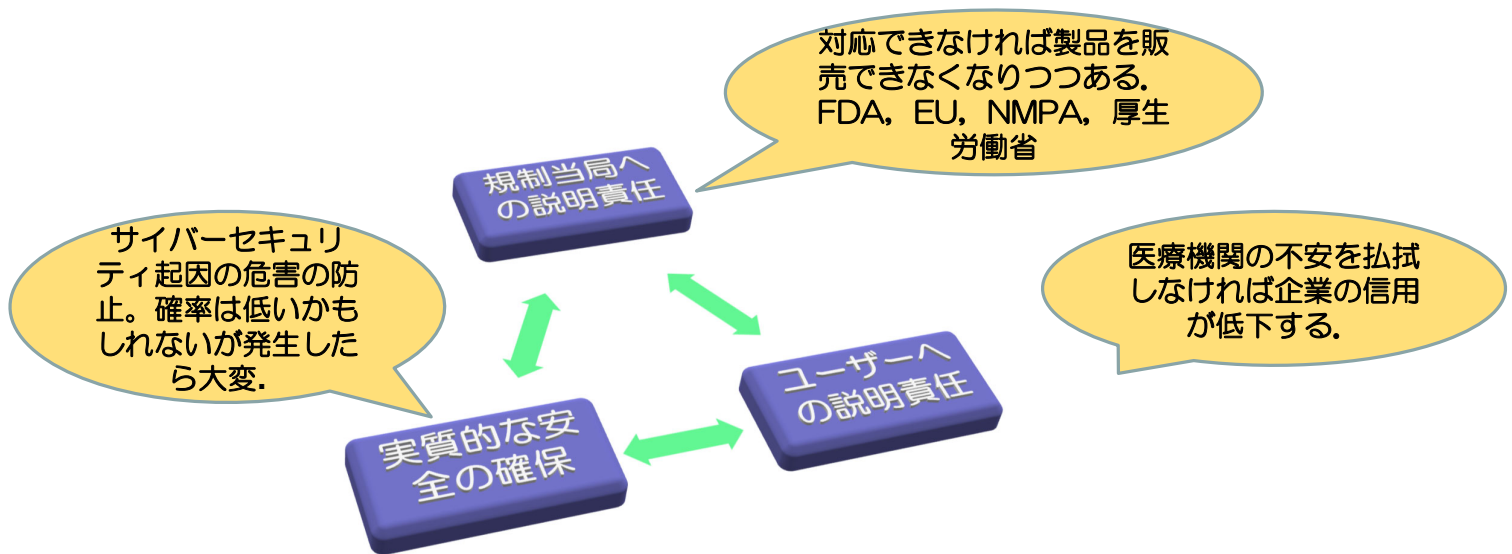 対応できなければ製品を販
売できなくなりつつある．
FDA，EU，NMPA，厚生
労働省
規制当局へ
の説明責任
サイバーセキュリ
ティ起因の危害の防
止。確率は低いかも
しれないが発生した
ら大変．
医療機関の不安を払拭
しなければ企業の信用
が低下する．
ユーザーへ
の説明責任
実質的な安
全の確保